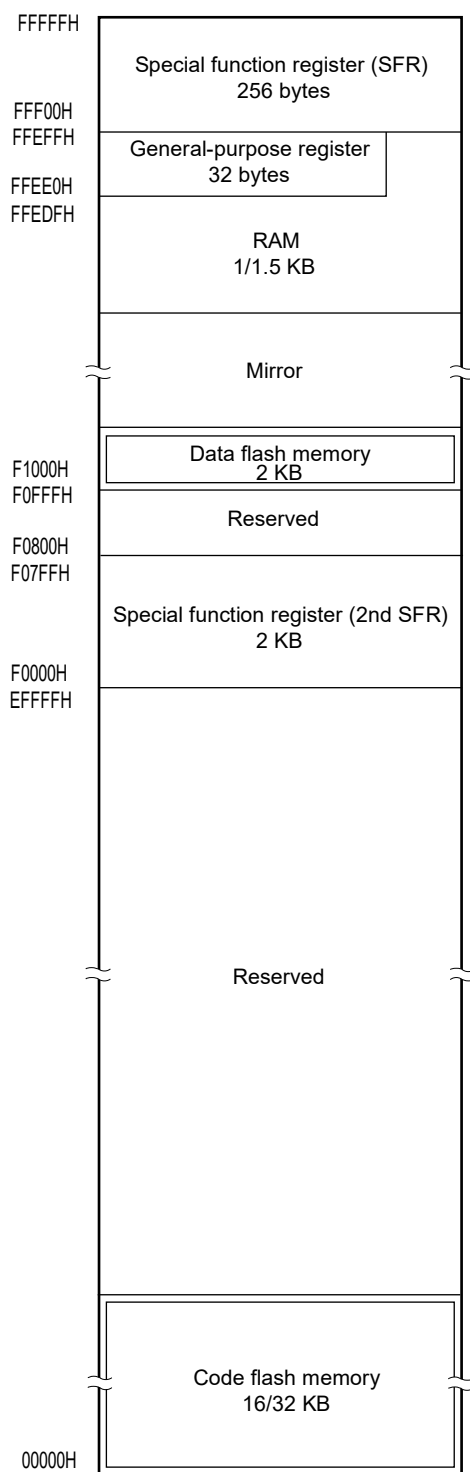 FFFFFH
Special function register (SFR)
256 bytes
FFF00H
FFEFFH
General-purpose register
32 bytes
FFEE0H
FFEDFH
RAM
1/1.5 KB
Mirror
Data flash memory
2 KB
F1000H
F0FFFH
Reserved
F0800H
F07FFH
Special function register (2nd SFR)
2 KB
F0000H
EFFFFH
Reserved
Code flash memory
16/32 KB
00000H